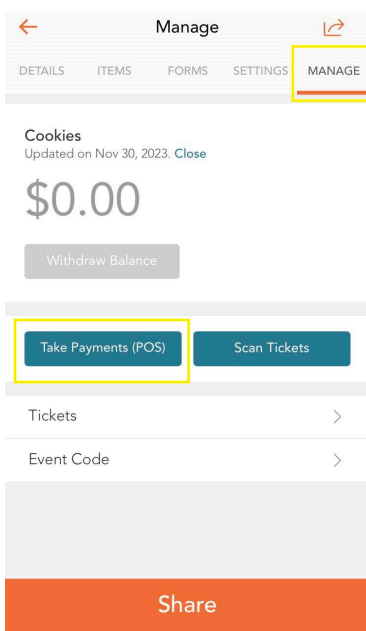 Manage
DETAILS ITEMS FORMS SETTINGS MANAGE
Cookies
Updated on Nov 30, 2023. Close
$0.00
Withdraw Balance
Take Payments (POS) Scan Tickets
Tickets
Event Code
Share